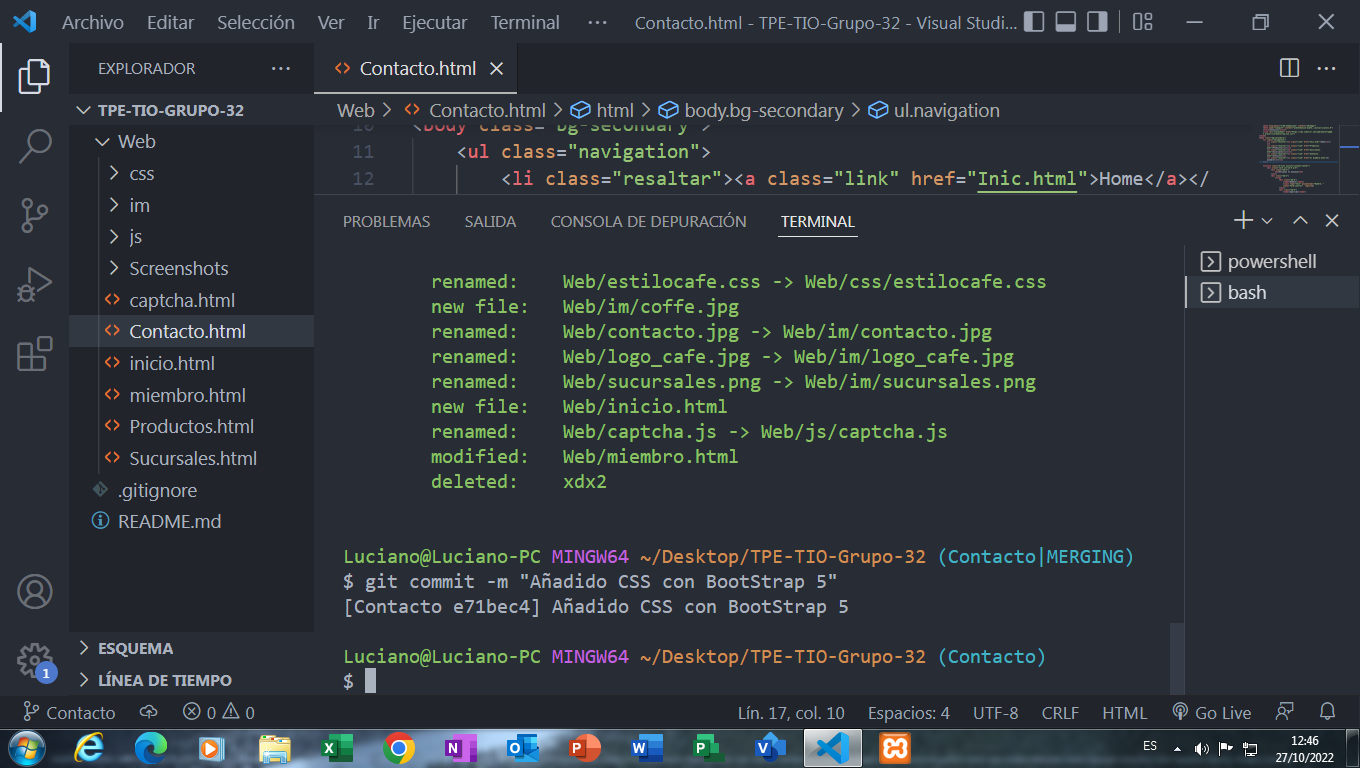 Archivo Editar Selección Ver Ir Ejecutar Terminal ··· Contacto.html - TPE-TIO-Grupo-32 - Visual Studi...
EXPLORADOR ···
Contacto.html
TPE-TIO-GRUPO-32
Web > Contacto.html > html > body.bg-secondary > ul.navigation
Web
css
im
js
Screenshots
captcha.html
Contacto.html
inicio.html
miembro.html
Productos.html
Sucursales.html
.gitignore
README.md
ESQUEMA
LÍNEA DE TIEMPO
10 <body class="bg-secondary">
11 <ul class="navigation">
12 <li class="resaltar"><a class="link" href="Inic.html">Home</a></
PROBLEMAS SALIDA CONSOLA DE DEPURACIÓN TERMINAL
powershell
bash
renamed: Web/estilocafe.css -> Web/css/estilocafe.css
new file: Web/im/coffe.jpg
renamed: Web/contacto.jpg -> Web/im/contacto.jpg
renamed: Web/logo_cafe.jpg -> Web/im/logo_cafe.jpg
renamed: Web/sucursales.png -> Web/im/sucursales.png
new file: Web/inicio.html
renamed: Web/captcha.js -> Web/js/captcha.js
modified: Web/miembro.html
deleted: xdx2
Luciano@Luciano-PC MINGW64 ~/Desktop/TPE-TIO-Grupo-32 (Contacto|MERGING)
$ git commit -m "Añadido CSS con BootStrap 5"
[Contacto e71bec4] Añadido CSS con BootStrap 5
Luciano@Luciano-PC MINGW64 ~/Desktop/TPE-TIO-Grupo-32 (Contacto)
$
1
Contacto 0 0 Lín. 17, col. 10 Espacios: 4 UTF-8 CRLF HTML Go Live
ES
12:46
27/10/2022